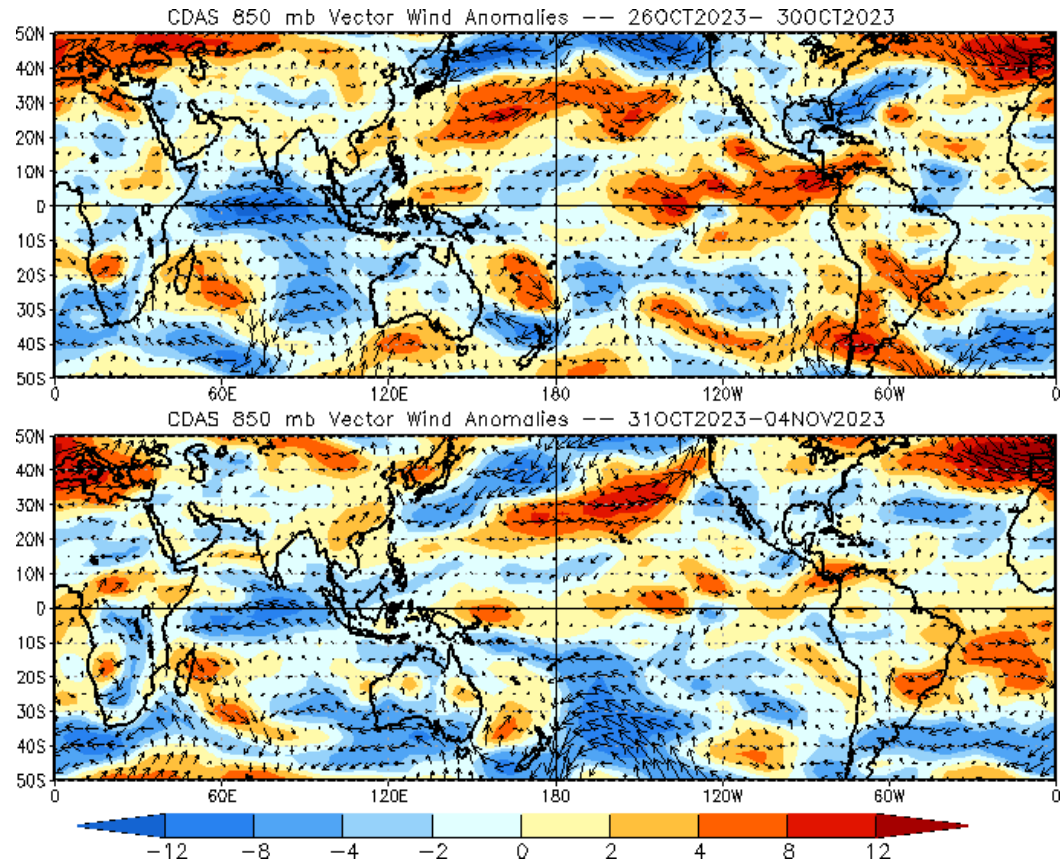 CDAS 850 mb Vector Wind Anomalies -- 26OCT2023- 30OCT2023
50N
40N
30N
20N
10N
0
10S
20S
30S
40S
50S
0 60E 120E 180 120W 60W 0
CDAS 850 mb Vector Wind Anomalies -- 31OCT2023-04NOV2023
50N
40N
30N
20N
10N
0
10S
20S
30S
40S
50S
0 60E 120E 180 120W 60W 0
-12 -8 -4 -2 0 2 4 8 12